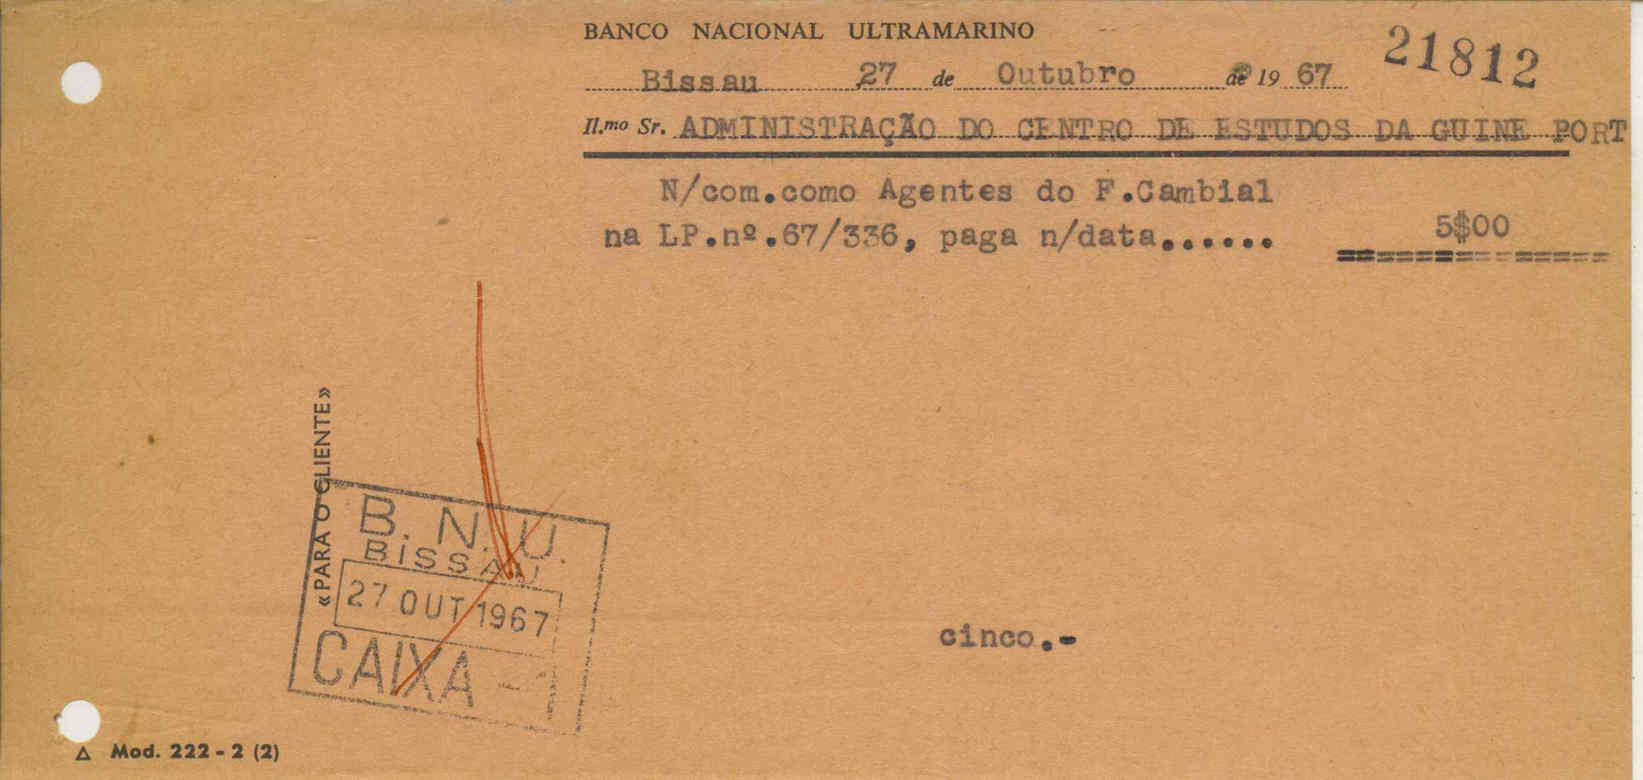 BANCO NACIONAL ULTRAMARINO
21812
Bissau 27 de Outubro de 19 67
Il.mo Sr. ADMINISTRAÇÃO DO CENTRO DE ESTUDOS DA GUINE PORT
N/com.como Agentes do F.Cambial
na LP.nº.67/336, paga n/data...... 5$00
«PARA O CLIENTE»
B. N. U.
BiSSAU
27 OUT 1967
CAIXA - 1
cinco.-
Mod. 222 - 2 (2)